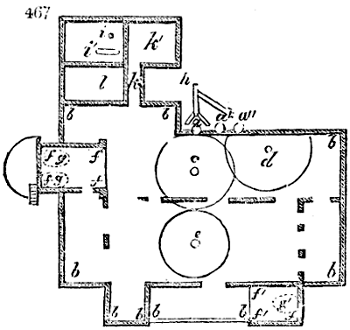 467
i k'
i'
l k h
b b a a' a''
b
f g f c d
f g f
e
b b
f'
b b b g'
f' f